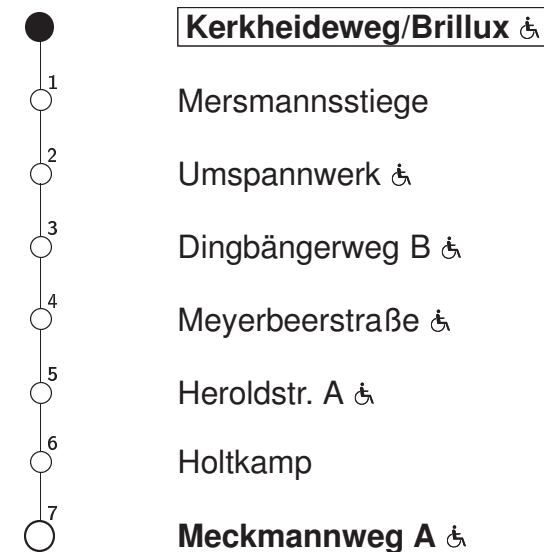 Kerkheideweg/Brillux
1 Mersmannsstiege
2 Umspannwerk
3 Dingbängerweg B
4 Meyerbeerstraße
5 Heroldstr. A
6 Holtkamp
7 Meckmannweg A